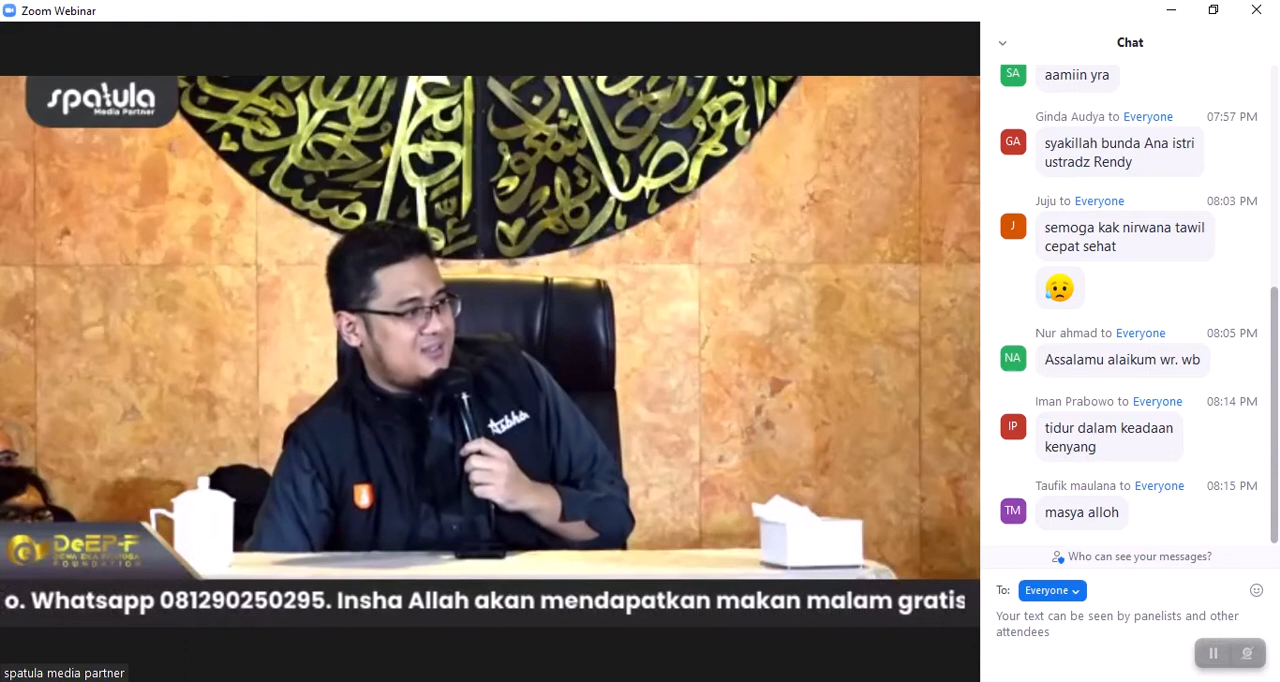 Zoom Webinar
spatula
Media Partner
Asbha
DeEP-F
FOUNDATION
o. Whatsapp 081290250295. Insha Allah akan mendapatkan makan malam gratis
spatula media partner
Chat
SA
aamiin yra
Ginda Audya to Everyone 07:57 PM
GA
syakillah bunda Ana istri
ustradz Rendy
Juju to Everyone 08:03 PM
J
semoga kak nirwana tawil
cepat sehat
😥
Nur ahmad to Everyone 08:05 PM
NA
Assalamu alaikum wr. wb
Iman Prabowo to Everyone 08:14 PM
IP
tidur dalam keadaan
kenyang
Taufik maulana to Everyone 08:15 PM
TM
masya alloh
Who can see your messages?
To: Everyone
Your text can be seen by panelists and other
attendees